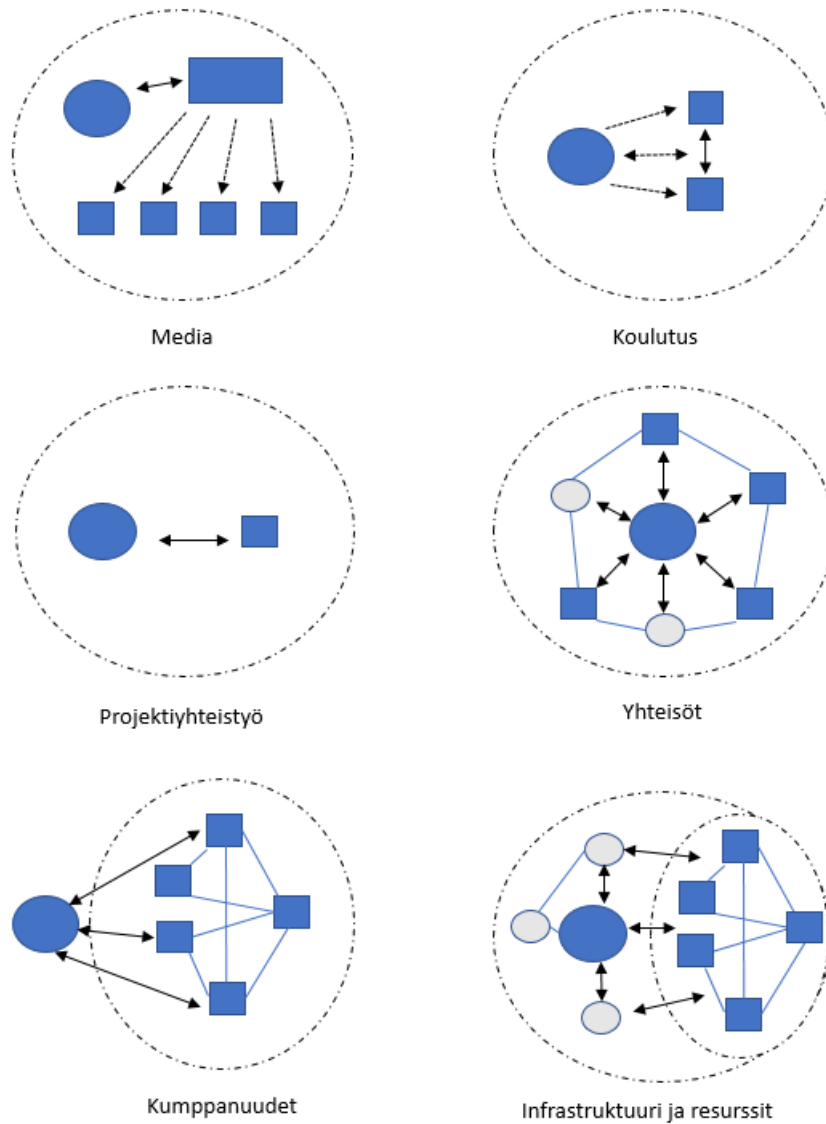 Media
Koulutus
Projektiyhteistyö
Yhteisöt
Kumppanuudet
Infrastruktuuri ja resurssit